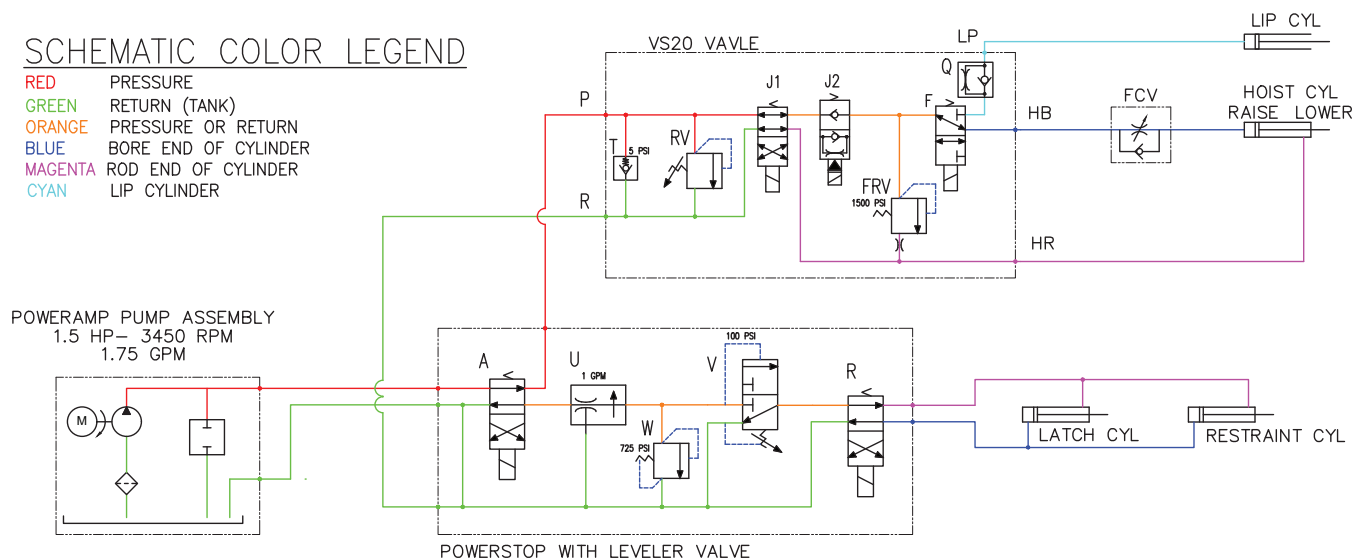 SCHEMATIC COLOR LEGEND
RED PRESSURE
GREEN RETURN (TANK)
ORANGE PRESSURE OR RETURN
BLUE BORE END OF CYLINDER
MAGENTA ROD END OF CYLINDER
CYAN LIP CYLINDER
VS20 VAVLE
LP
LIP CYL
Q
J1
J2
F
P
HB
FCV
HOIST CYL
RAISE LOWER
T
5 PSI
RV
FRV
1500 PSI
R
HR
POWERAMP PUMP ASSEMBLY
1.5 HP- 3450 RPM
1.75 GPM
M
A
U
1 GPM
100 PSI
V
R
W
725 PSI
LATCH CYL
RESTRAINT CYL
POWERSTOP WITH LEVELER VALVE